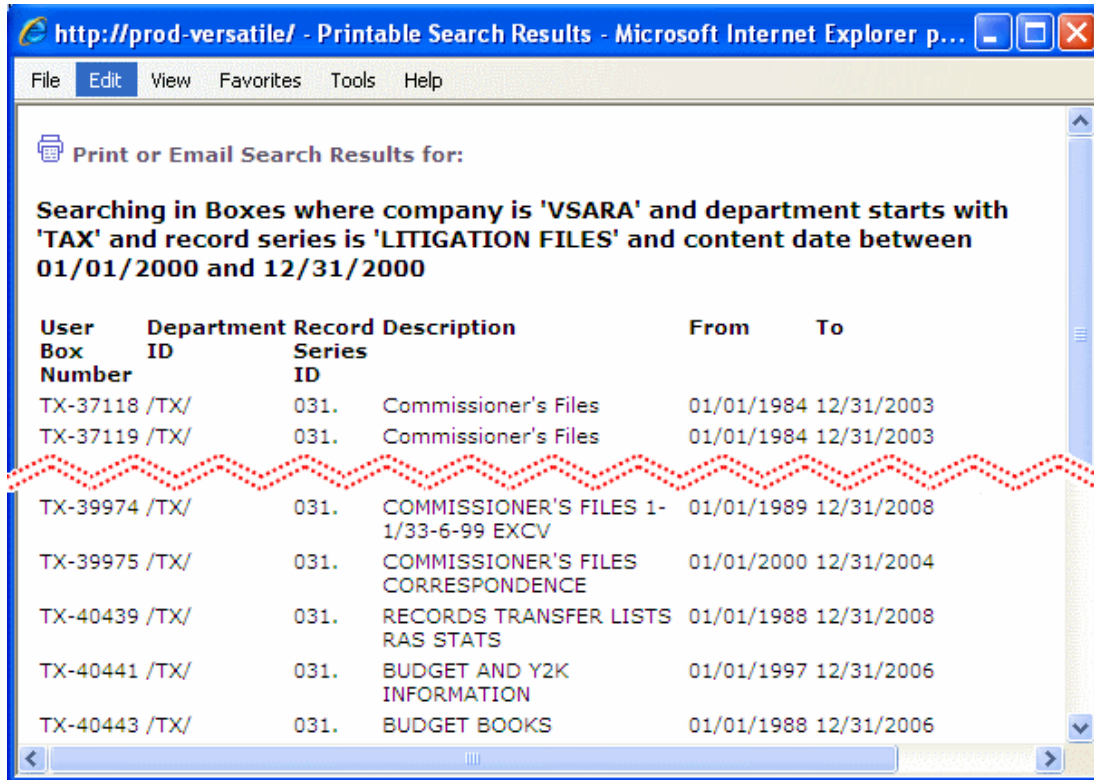 http://prod-versatile/ - Printable Search Results - Microsoft Internet Explorer p...
File Edit View Favorites Tools Help
Print or Email Search Results for:
Searching in Boxes where company is 'VSARA' and department starts with
'TAX' and record series is 'LITIGATION FILES' and content date between
01/01/2000 and 12/31/2000
User Department Record Description From To
Box ID Series
Number ID
TX-37118 /TX/ 031. Commissioner's Files 01/01/1984 12/31/2003
TX-37119 /TX/ 031. Commissioner's Files 01/01/1984 12/31/2003
TX-39974 /TX/ 031. COMMISSIONER'S FILES 1- 01/01/1989 12/31/2008
1/33-6-99 EXCV
TX-39975 /TX/ 031. COMMISSIONER'S FILES 01/01/2000 12/31/2004
CORRESPONDENCE
TX-40439 /TX/ 031. RECORDS TRANSFER LISTS 01/01/1988 12/31/2008
RAS STATS
TX-40441 /TX/ 031. BUDGET AND Y2K 01/01/1997 12/31/2006
INFORMATION
TX-40443 /TX/ 031. BUDGET BOOKS 01/01/1988 12/31/2006